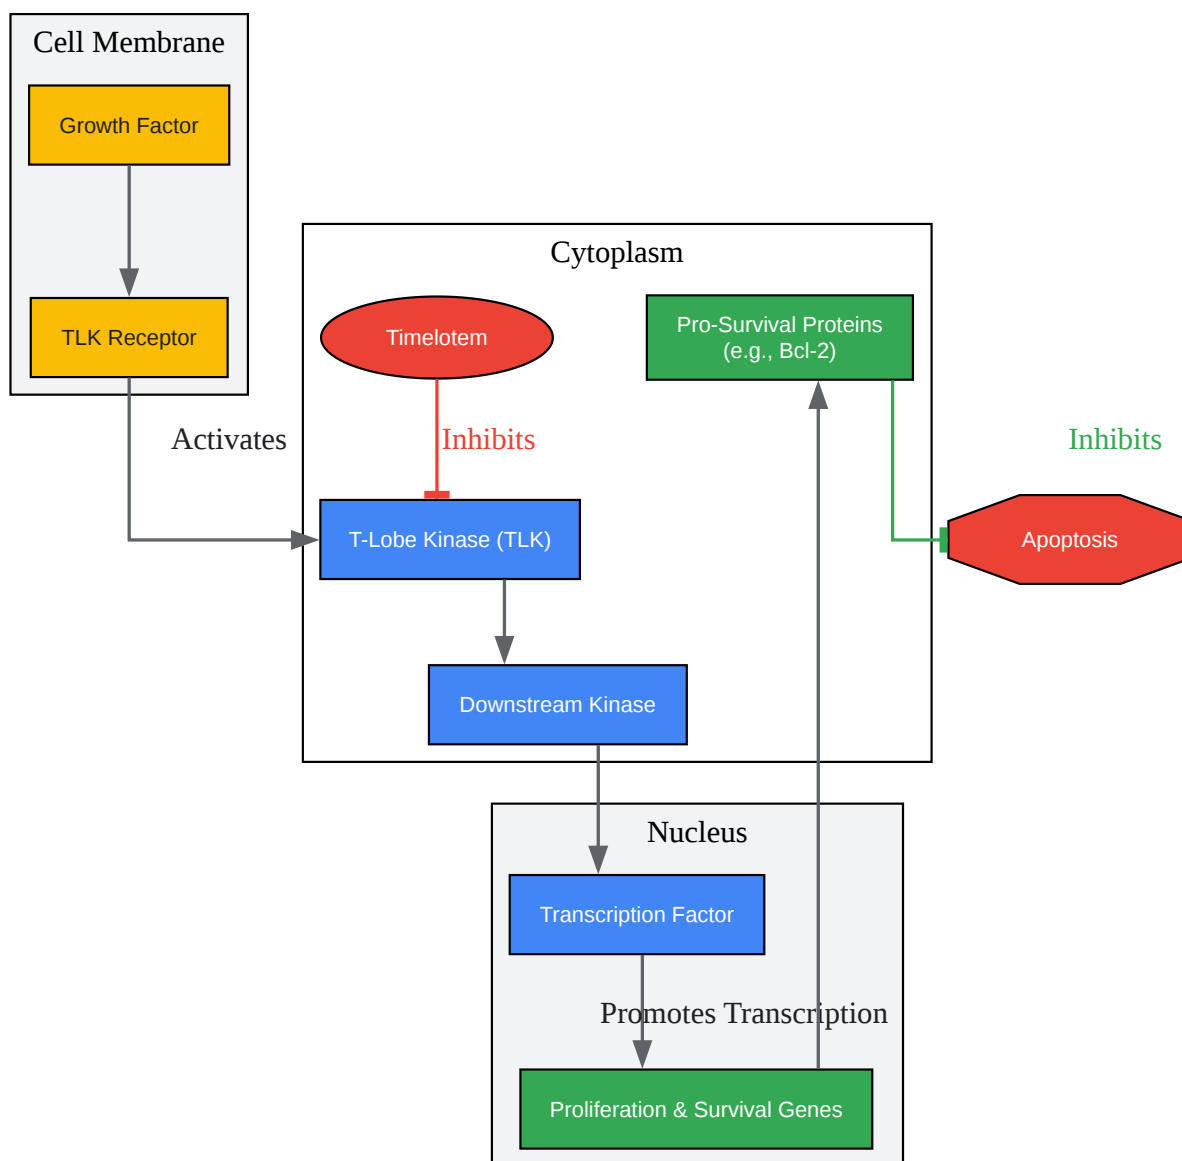 Cell Membrane
Growth Factor
TLK Receptor
Activates
Cytoplasm
Timelotem
Inhibits
Pro-Survival Proteins
(e.g., Bcl-2)
Inhibits
T-Lobe Kinase (TLK)
Apoptosis
Downstream Kinase
Nucleus
Transcription Factor
Promotes Transcription
Proliferation & Survival Genes